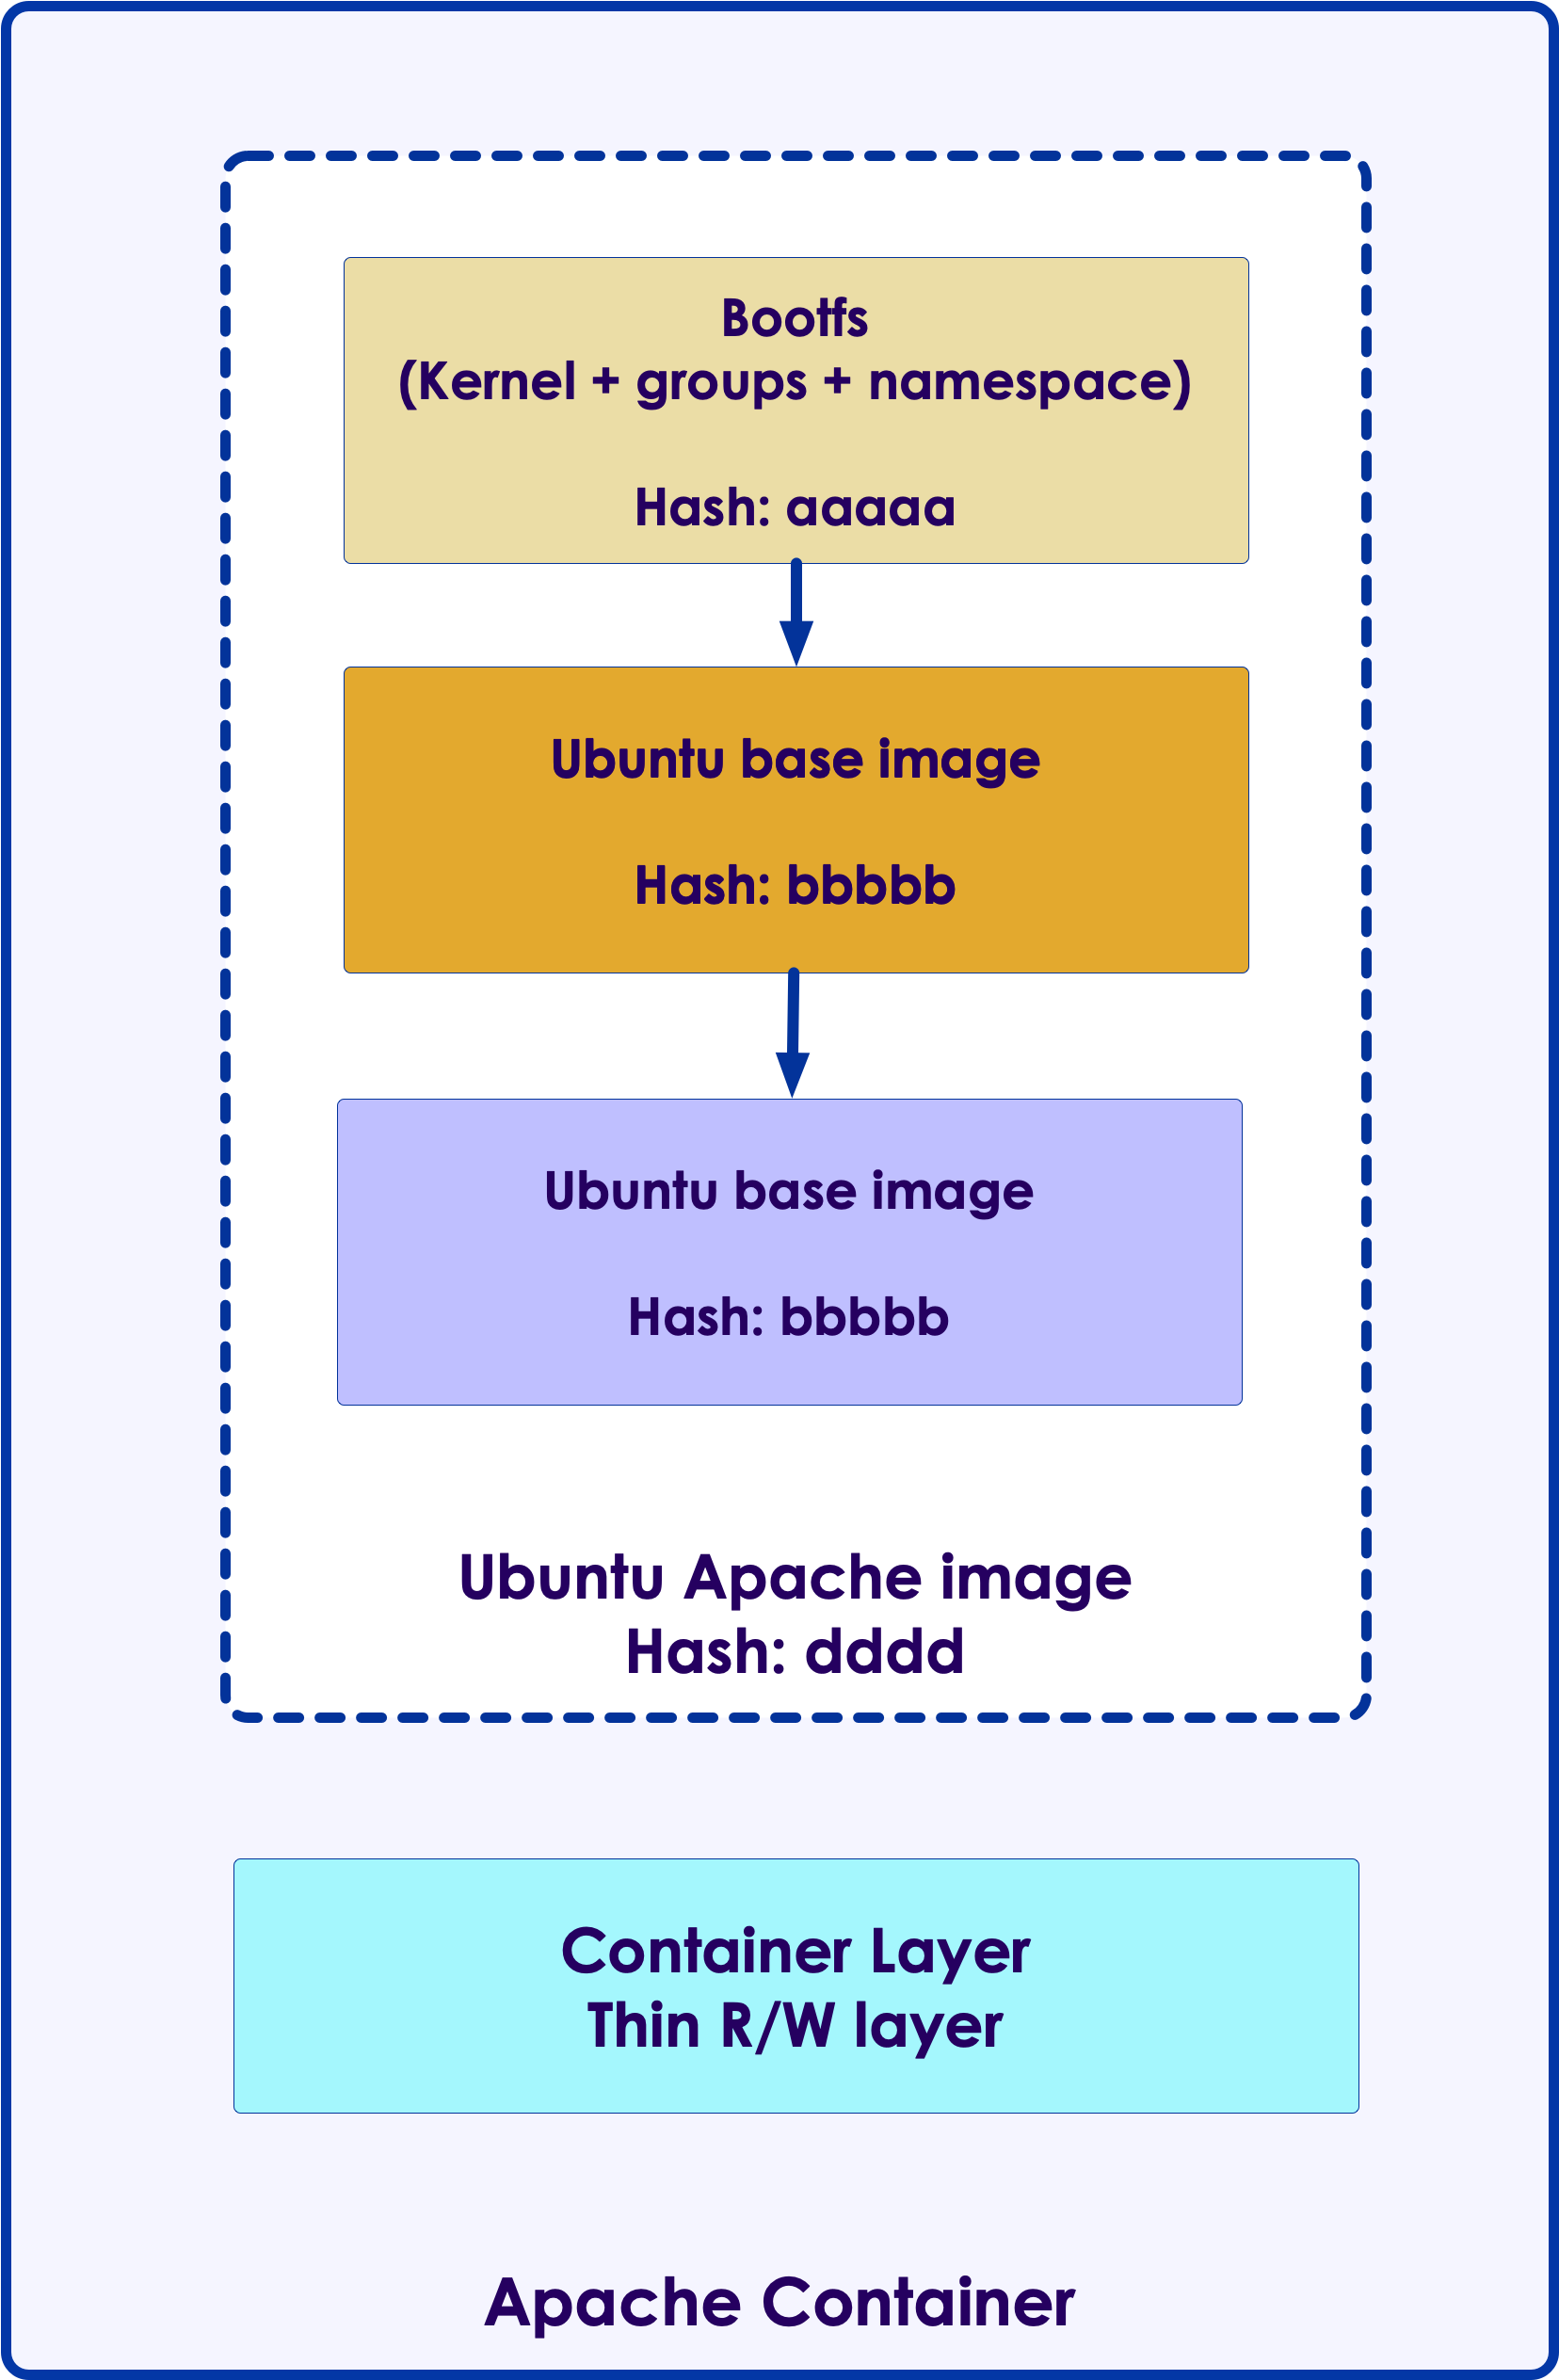 Bootfs
(Kernel + groups + namespace)
Hash: aaaaa
Ubuntu base image
Hash: bbbbb
Ubuntu base image
Hash: bbbbb
Ubuntu Apache image
Hash: dddd
Container Layer
Thin R/W layer
Apache Container